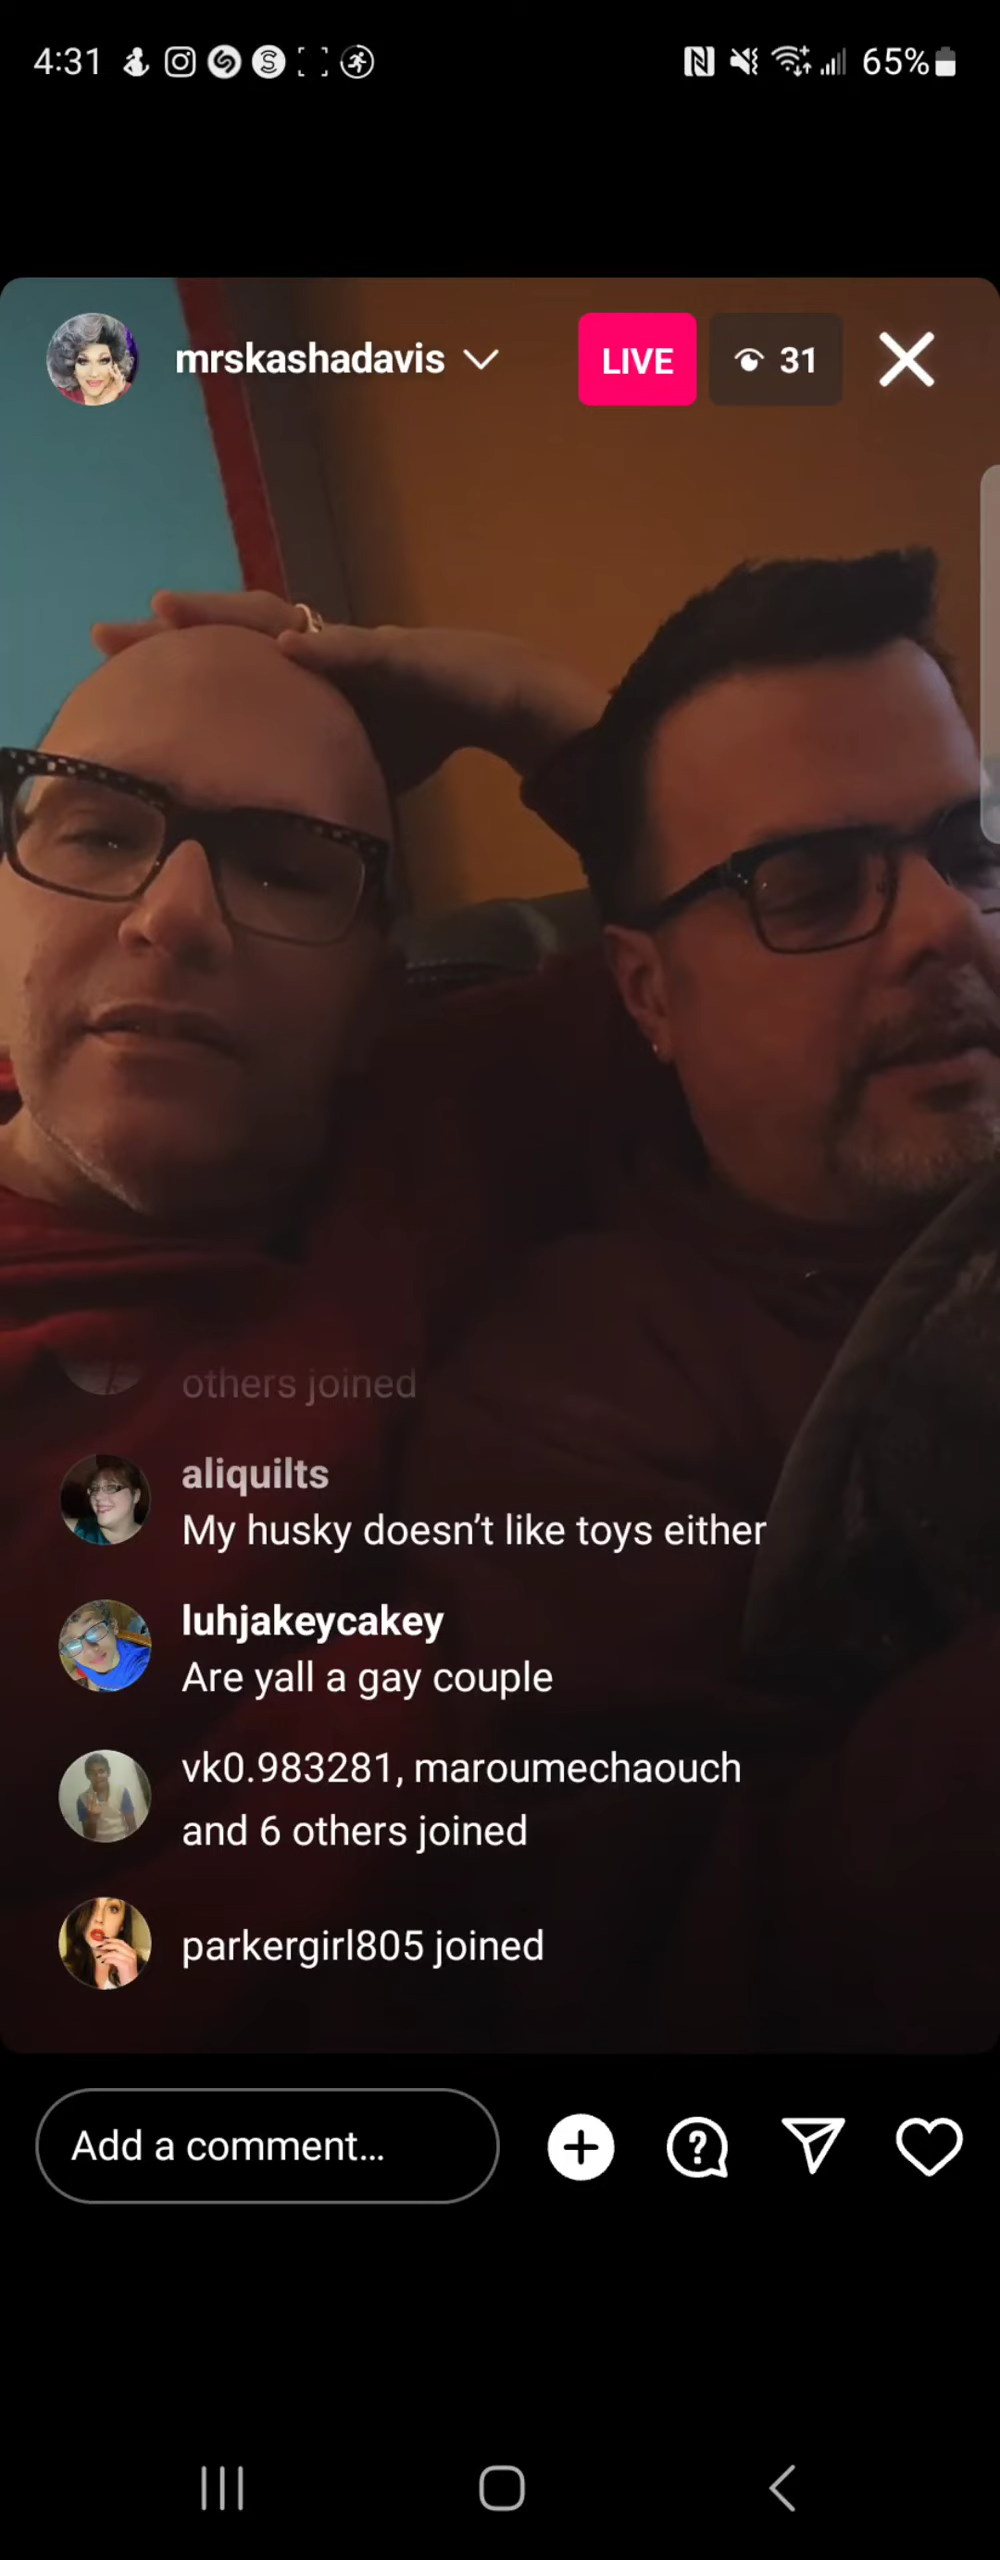 4:31
65%
mrskashadavis
LIVE
31
others joined
aliquilts
My husky doesn’t like toys either
luhjakeycakey
Are yall a gay couple
vk0.983281, maroumechaouch
and 6 others joined
parkergirl805 joined
Add a comment...